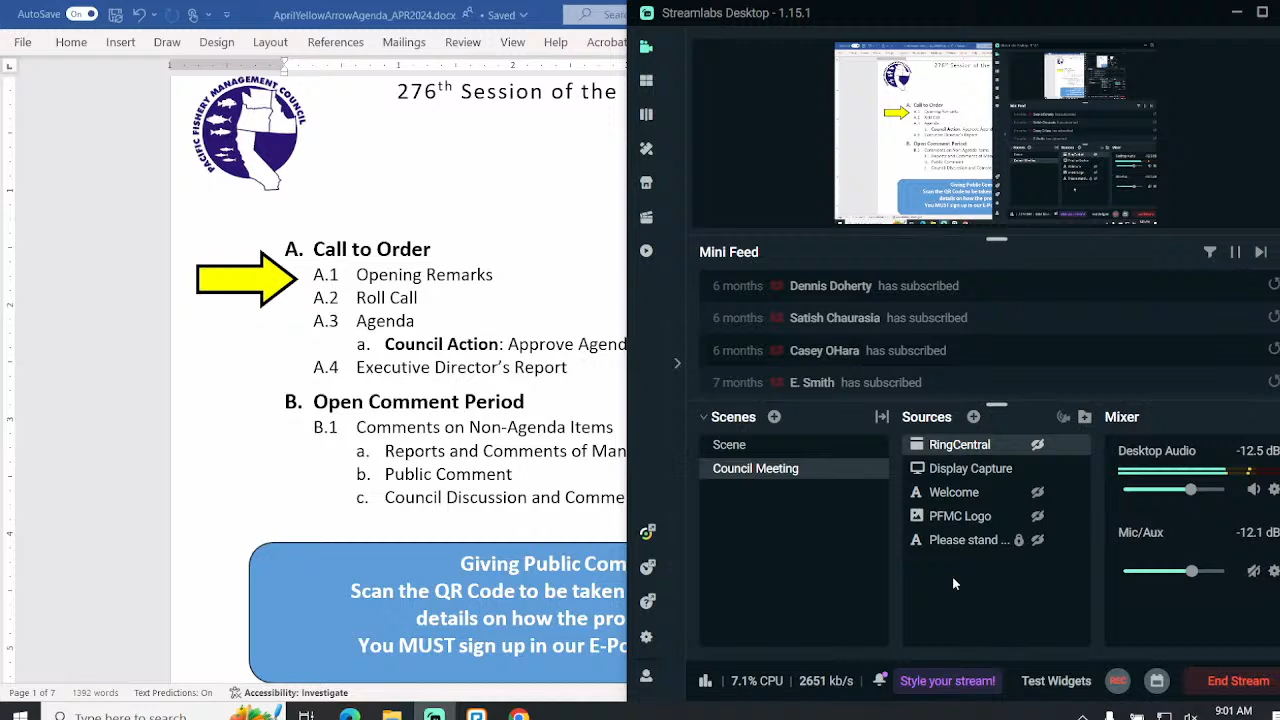 AutoSave On
AprilYellowArrowAgenda_APR2024.docx
Saved
Streamlabs Desktop - 1.15.1
File Home Insert Draw Design Layout References Mailings Review View Help Acrobat
276th Session of the
FISHERY MANAGEMENT COUNCIL
A. Call to Order
A.1 Opening Remarks
A.2 Roll Call
A.3 Agenda
a. Council Action: Approve Agend
A.4 Executive Director's Report
B. Open Comment Period
B.1 Comments on Non-Agenda Items
a. Reports and Comments of Man
b. Public Comment
c. Council Discussion and Comme
Giving Public Com
Scan the QR Code to be taken
details on how the pro
You MUST sign up in our E-Po
Page 1 of 7 1392 words Text Predictions: On Accessibility: Investigate
Type here to search
Mini Feed
6 months Dennis Doherty has subscribed
6 months Satish Chaurasia has subscribed
6 months Casey OHara has subscribed
7 months E. Smith has subscribed
Scenes
Scene
Council Meeting
Sources
RingCentral
Display Capture
Welcome
PFMC Logo
Please stand ...
Mixer
Desktop Audio -12.5 dB
Mic/Aux -12.1 dB
7.1% CPU 2651 kb/s Style your stream! Test Widgets REC End Stream
9:01 AM